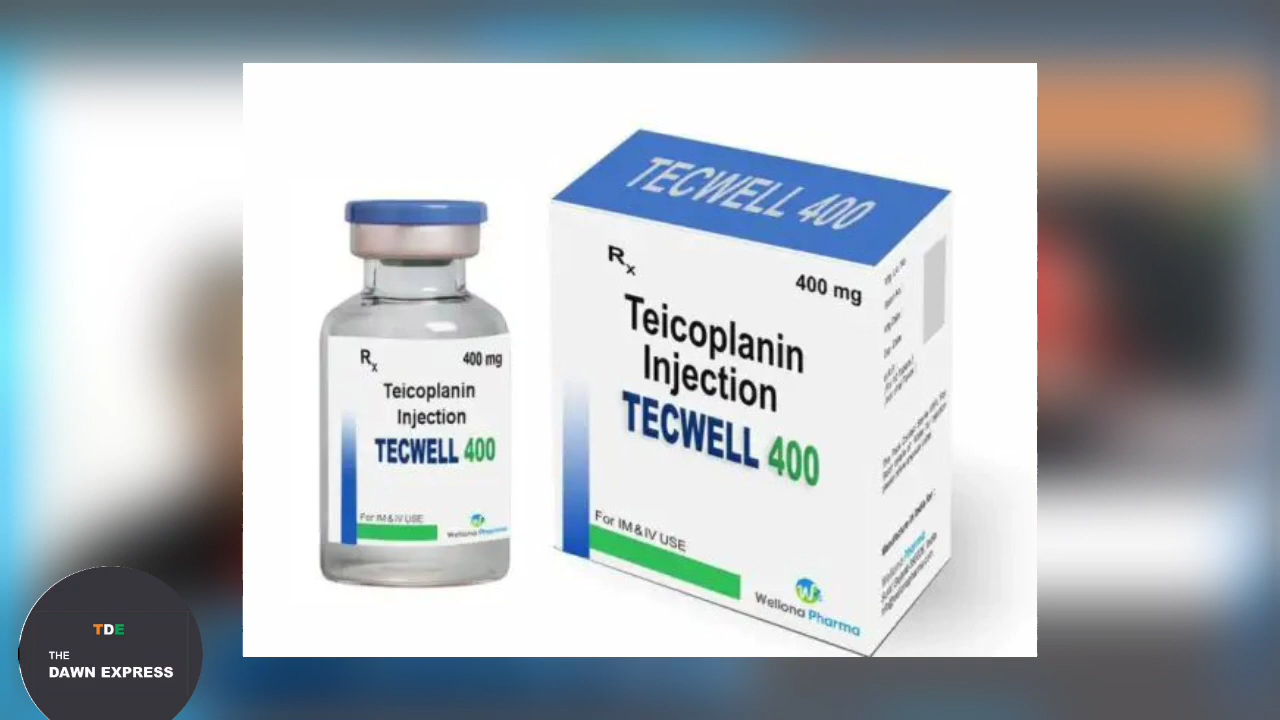 TECWELL 400
Rx
400 mg
Teicoplanin
Injection
TECWELL 400
For IM & IV USE
Wellona Pharma
Rx
400 mg
Teicoplanin
Injection
TECWELL 400
For IM & IV USE
Wellona Pharma
TDE
THE
DAWN EXPRESS